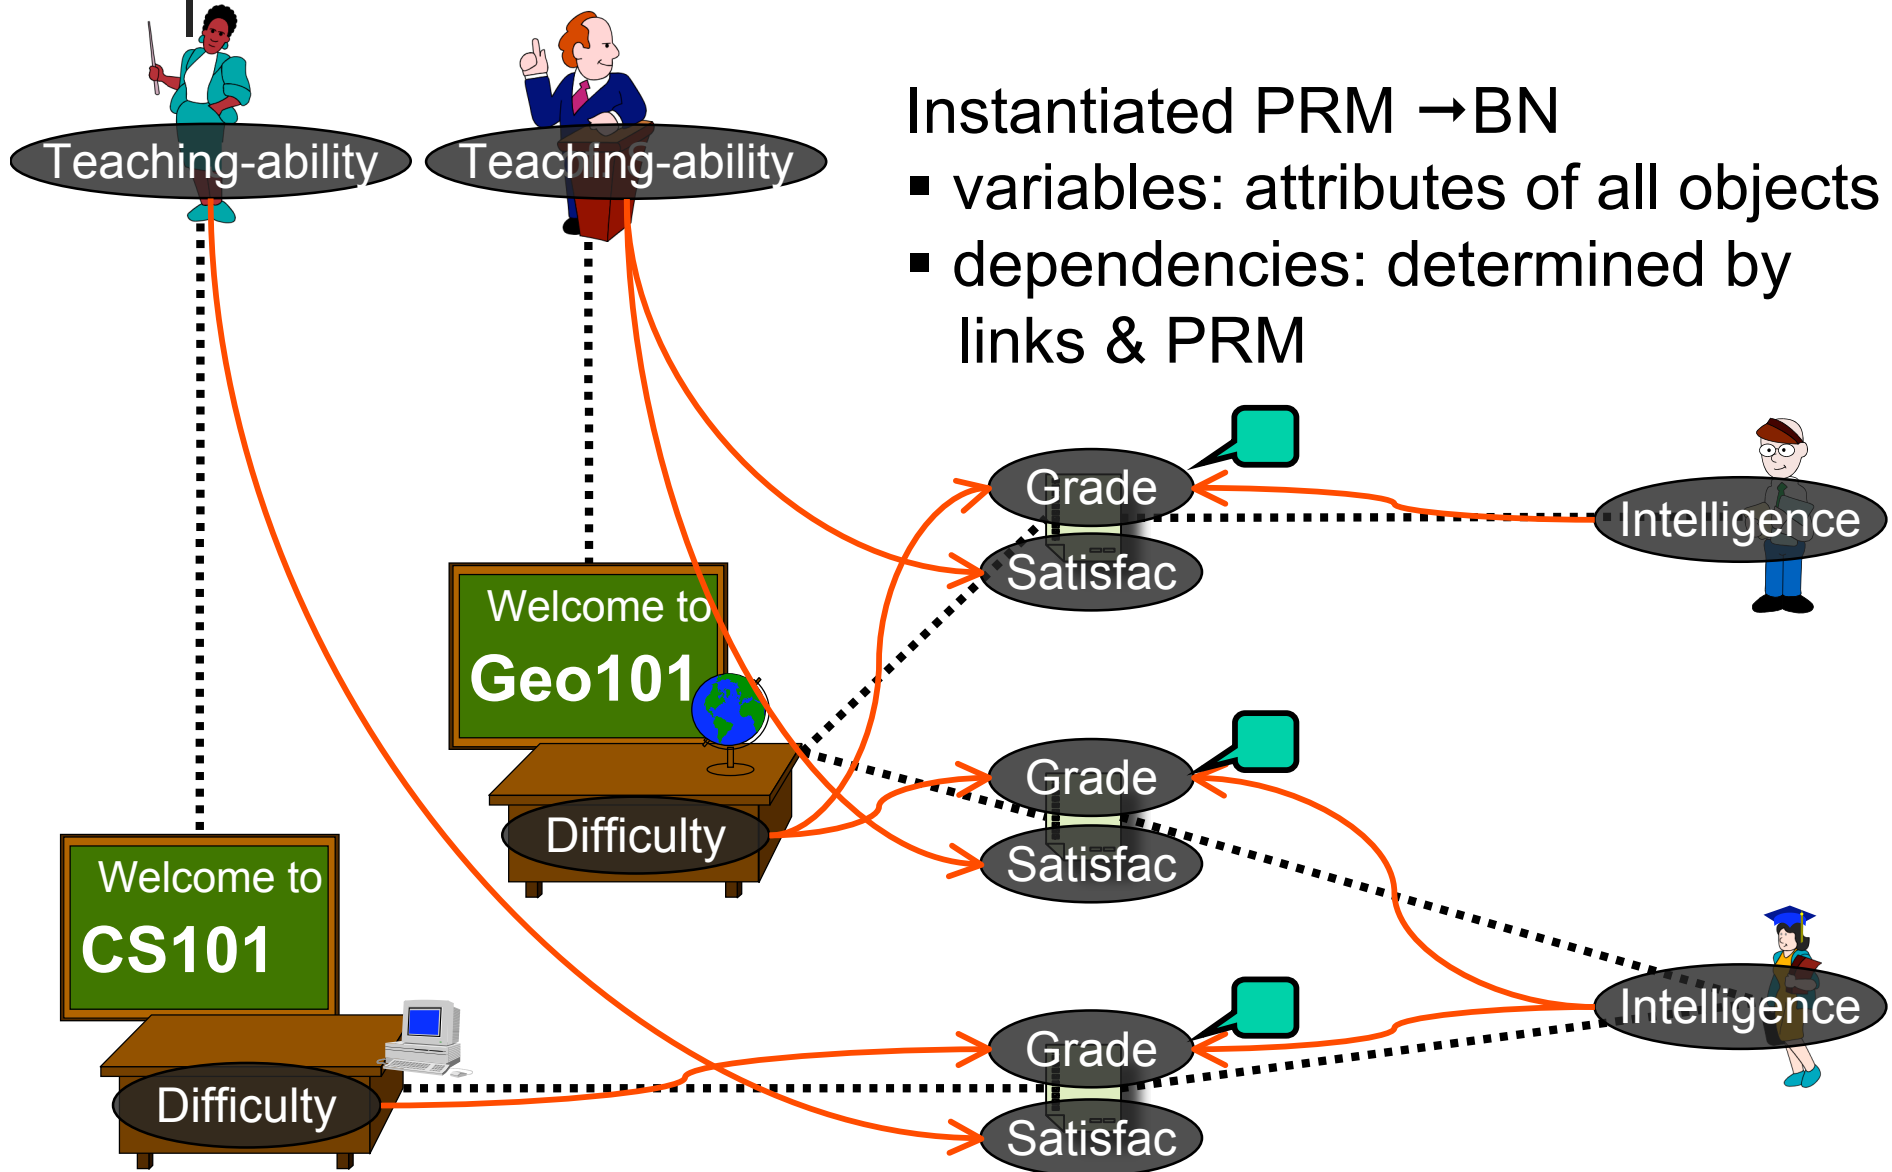 Teaching-ability
Teaching-ability
Instantiated PRM →BN
▪ variables: attributes of all objects
▪ dependencies: determined by
links & PRM
Grade
Satisfac
Intelligence
Welcome to
Geo101
Difficulty
Grade
Satisfac
Welcome to
CS101
Difficulty
Grade
Satisfac
Intelligence